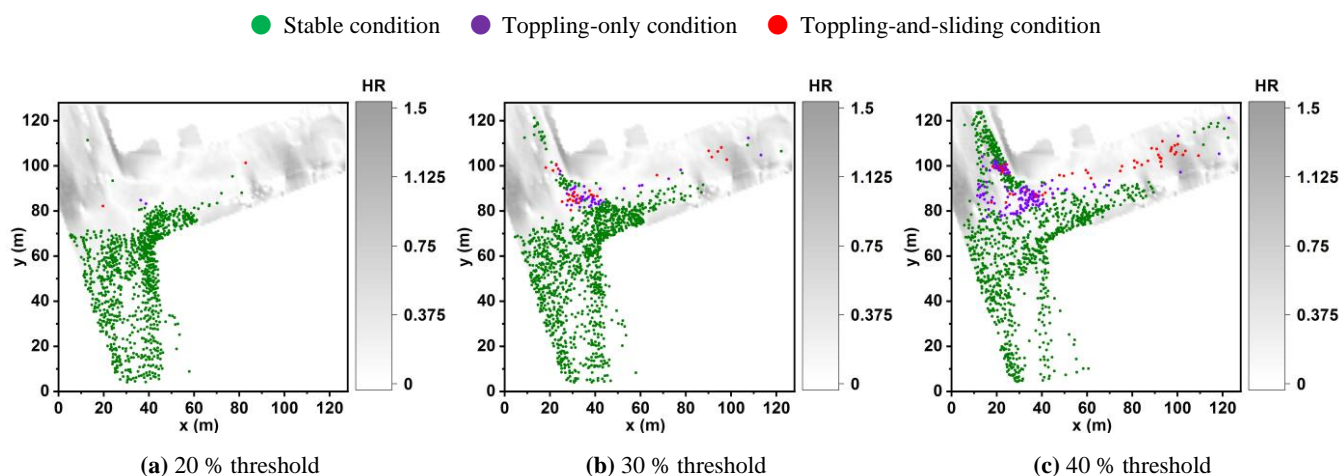 Stable condition Toppling-only condition Toppling-and-sliding condition
HR HR HR
120 1.5 120 1.5 120 1.5
100 1.125 100 1.125 100 1.125
80 80 80
y (m) 60 0.75 y (m) 60 0.75 y (m) 60 0.75
40 0.375 40 0.375 40 0.375
20 20 20
0 0 0 0 0 0
0 20 40 60 80 100 120 0 20 40 60 80 100 120 0 20 40 60 80 100 120
x (m) x (m) x (m)
(a) 20 % threshold (b) 30 % threshold (c) 40 % threshold